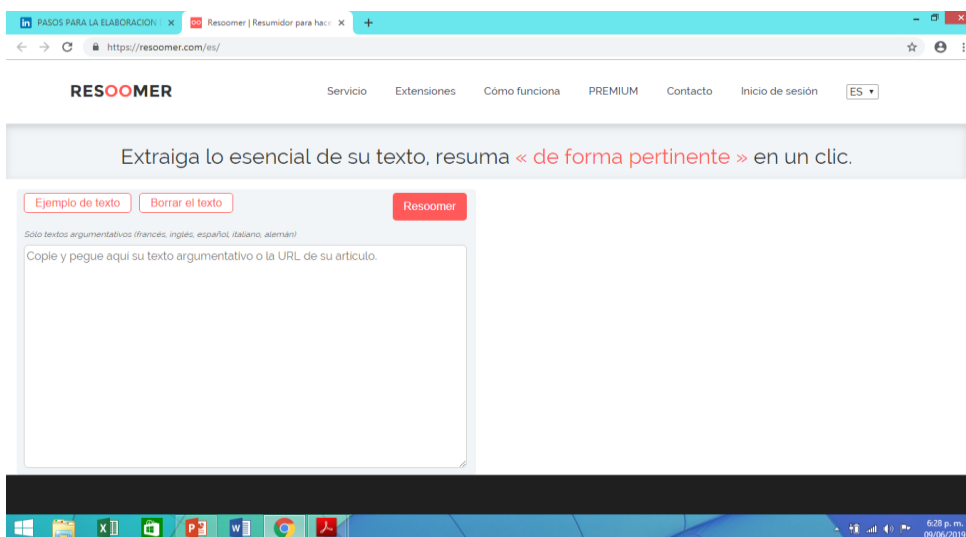 in PASOS PARA LA ELABORACION
Resoomer | Resumidor para hace
https://resoomer.com/es/
RESOOMER
Servicio Extensiones Cómo funciona PREMIUM Contacto Inicio de sesión ES
Extraiga lo esencial de su texto, resuma « de forma pertinente » en un clic.
Ejemplo de texto Borrar el texto Resoomer
Sólo textos argumentativos (francés, inglés, español, italiano, alemán)
Copie y pegue aquí su texto argumentativo o la URL de su artículo.
6:28 p. m.
09/06/2019